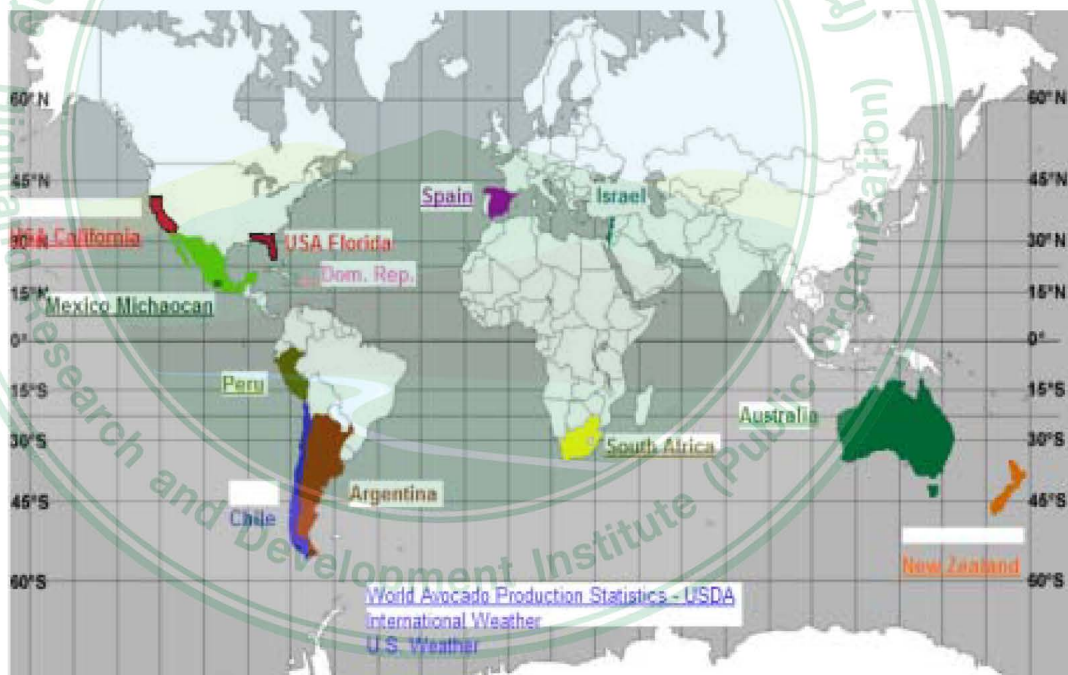 60°N
60°N
45°N
45°N
Spain
Israel
USA California
USA Florida
30°N
30°N
Dom. Rep.
15°N
15°N
Mexico Michaocan
0°
0°
Peru
15°S
15°S
Australia
30°S
30°S
South Africa
Argentina
45°S
45°S
Chile
New Zealand
60°S
60°S
World Avocado Production Statistics - USDA
International Weather
U.S. Weather
Research and Development Institute (Public Organization)